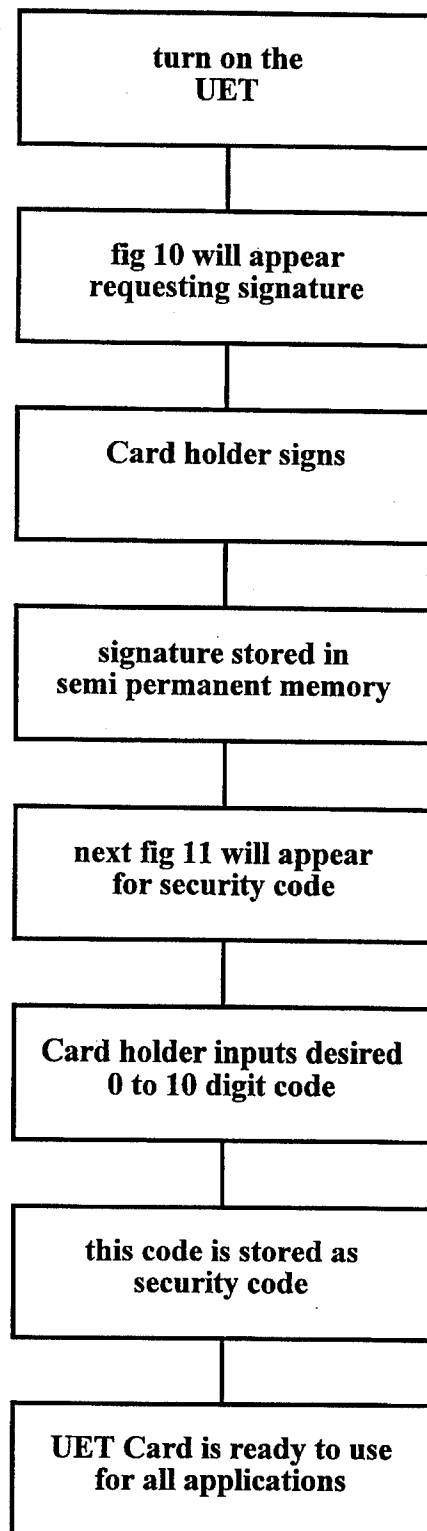 turn on the
UET
fig 10 will appear
requesting signature
Card holder signs
signature stored in
semi permanent memory
next fig 11 will appear
for security code
Card holder inputs desired
0 to 10 digit code
this code is stored as
security code
UET Card is ready to use
for all applications